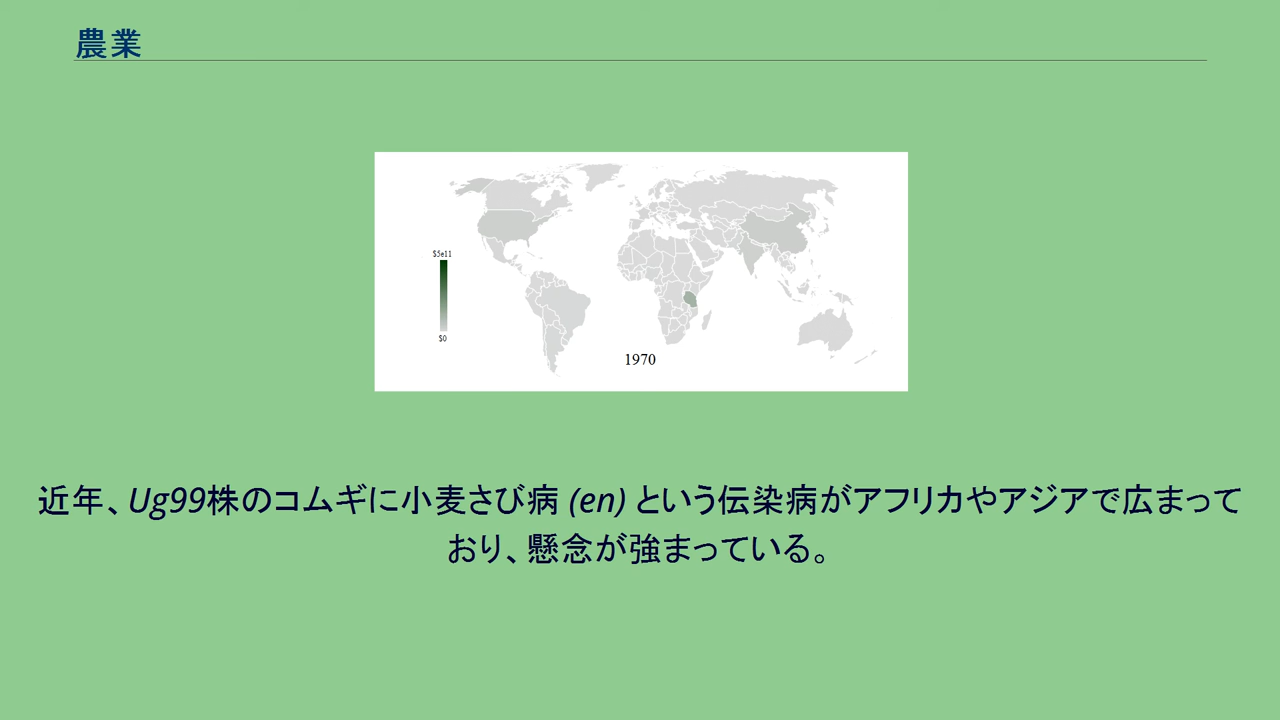 農業
$5e11
$0
1970
近年、Ug99株のコムギに小麦さび病 (en) という伝染病がアフリカやアジアで広まって
おり、懸念が強まっている。